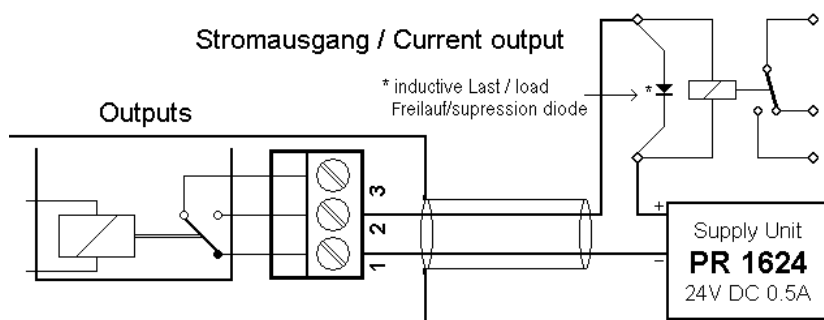 Stromausgang / Current output
* inductive Last / load
Freilauf/supression diode
*
Outputs
3
2
1
+
Supply Unit
PR 1624
24V DC 0.5A
–